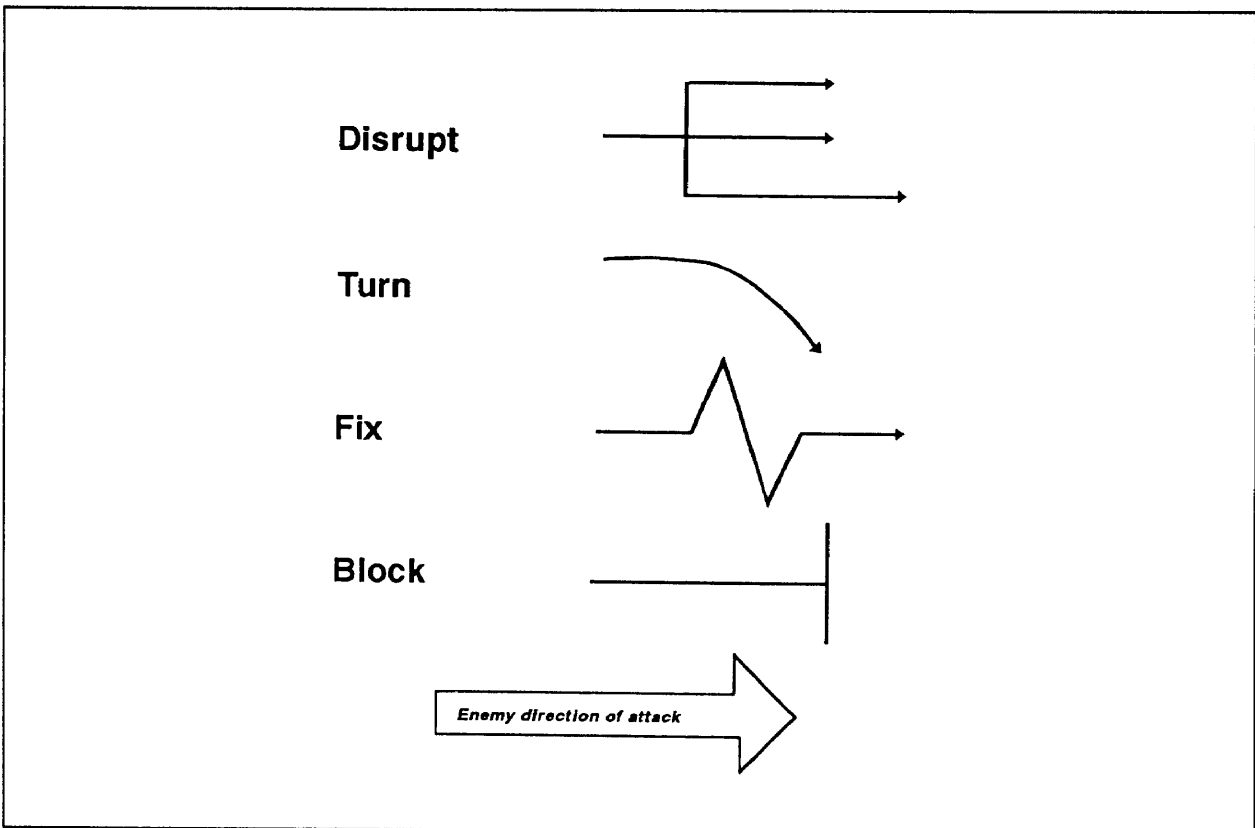 Disrupt
Turn
Fix
Block
Enemy direction of attack